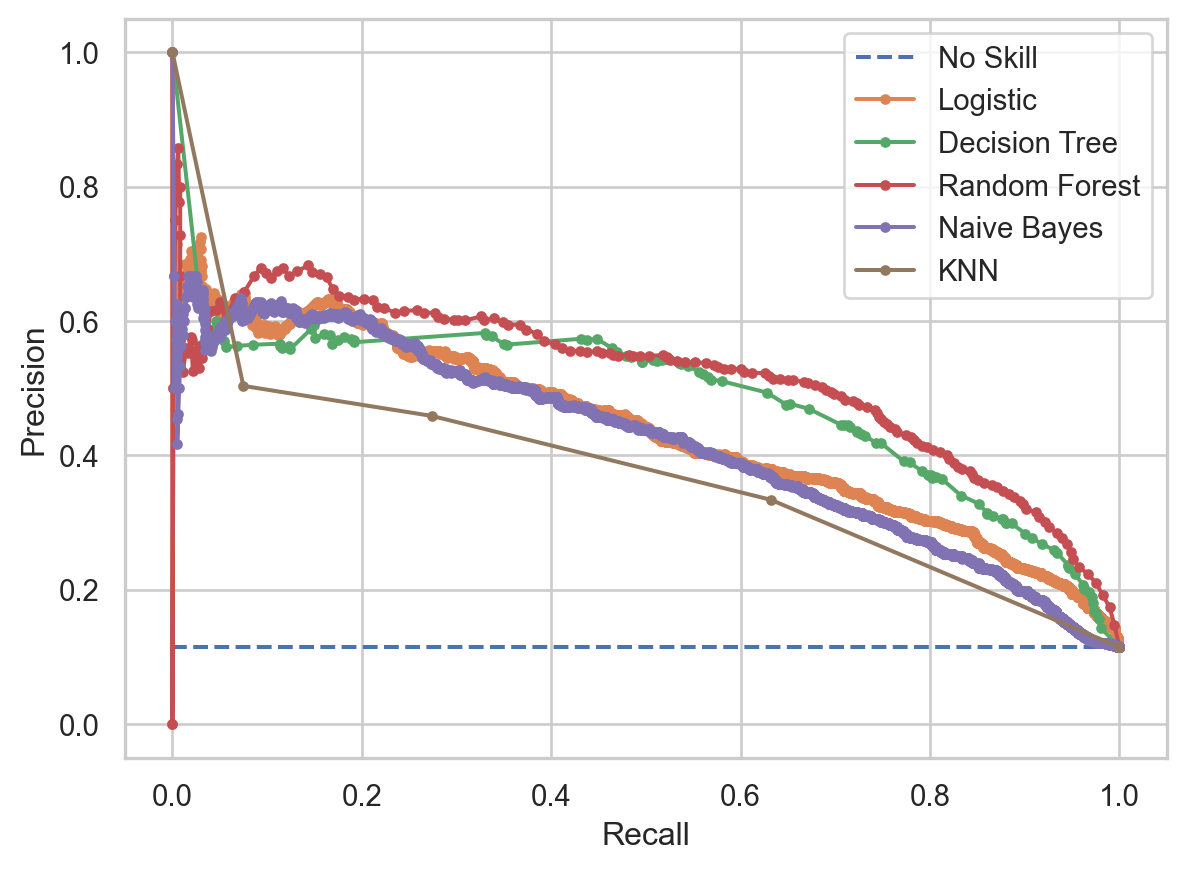 No Skill
Logistic
Decision Tree
Random Forest
Naive Bayes
KNN
1.0
0.8
0.6
0.4
0.2
0.0
Precision
0.0 0.2 0.4 0.6 0.8 1.0
Recall